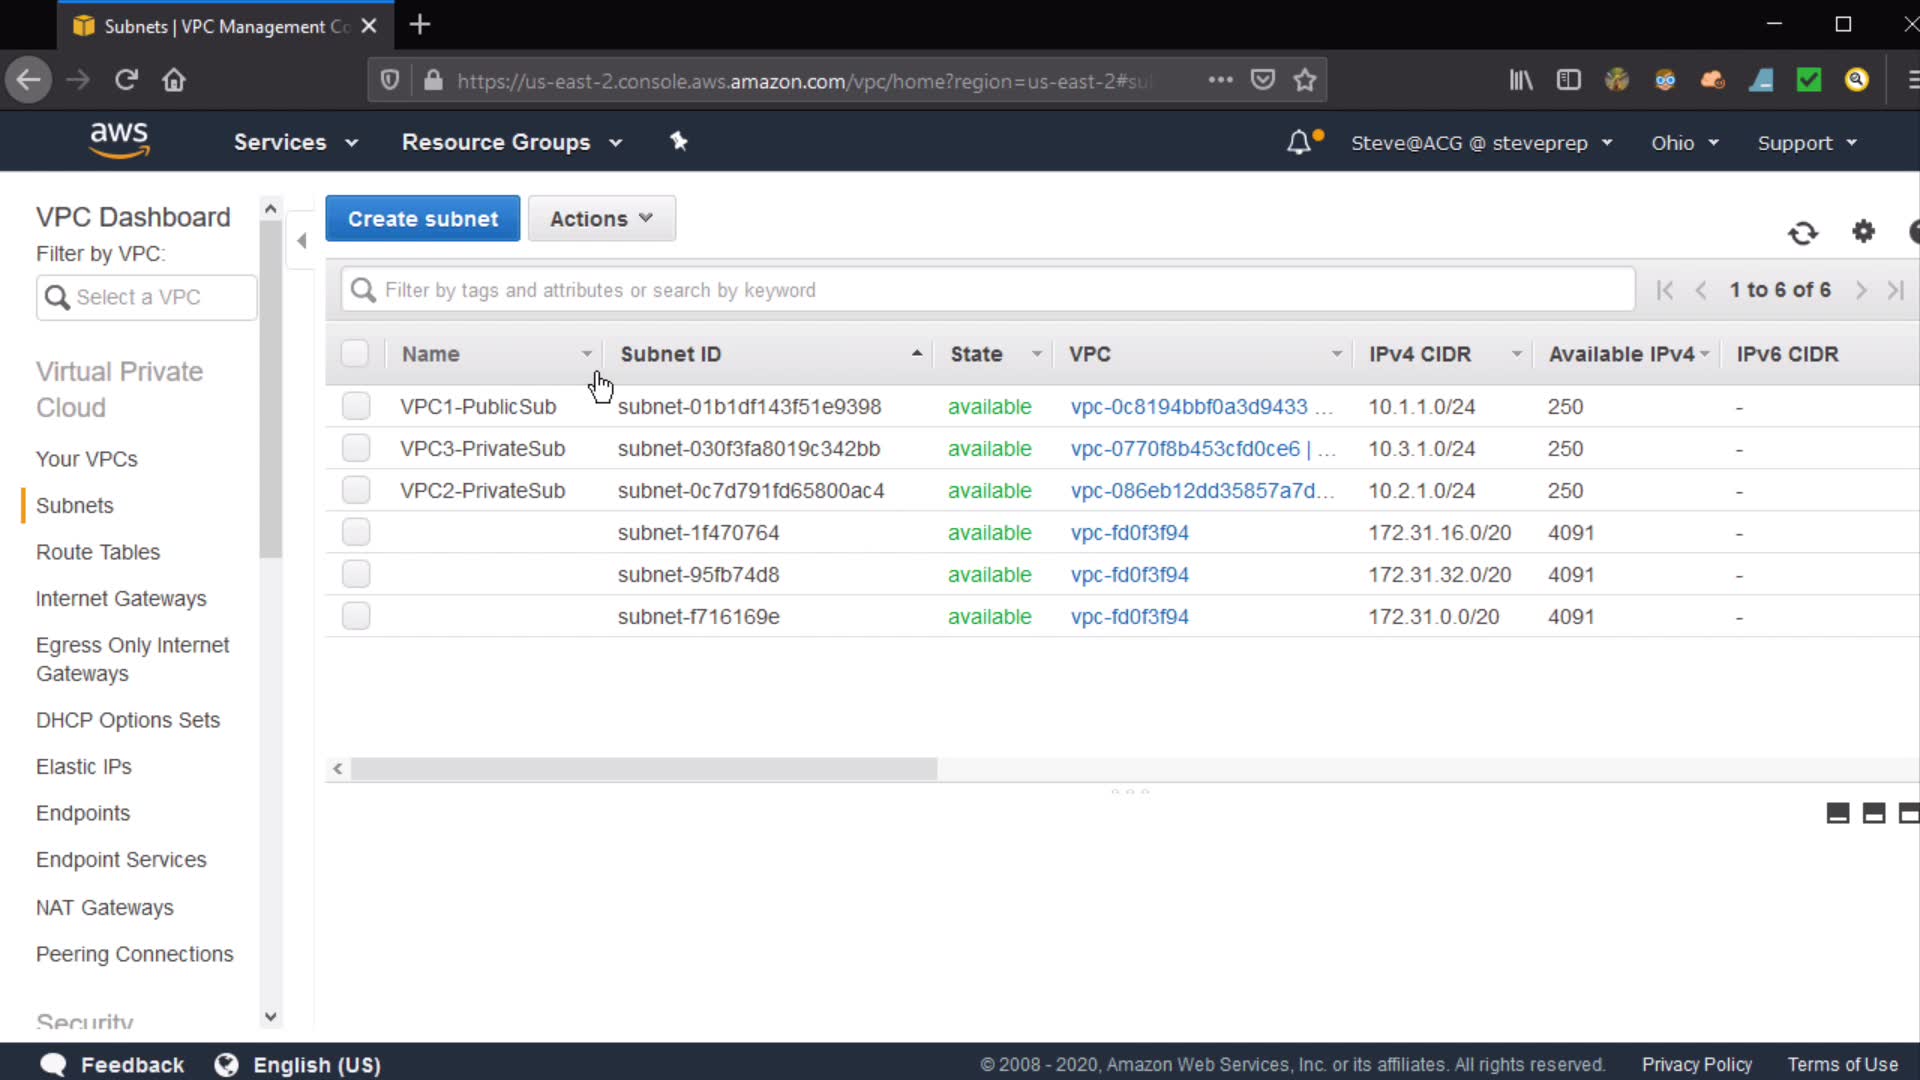 Subnets | VPC Management Co
https://us-east-2.console.aws.amazon.com/vpc/home?region=us-east-2#su
aws
Services
Resource Groups
Steve@ACG @ steveprep
Ohio
Support
VPC Dashboard
Filter by VPC:
Select a VPC
Virtual Private
Cloud
Your VPCs
Subnets
Route Tables
Internet Gateways
Egress Only Internet
Gateways
DHCP Options Sets
Elastic IPs
Endpoints
Endpoint Services
NAT Gateways
Peering Connections
Security
Create subnet
Actions
Filter by tags and attributes or search by keyword
1 to 6 of 6
Name Subnet ID State VPC IPv4 CIDR Available IPv4 IPv6 CIDR
VPC1-PublicSub subnet-01b1df143f51e9398 available vpc-0c8194bbf0a3d9433 ... 10.1.1.0/24 250 -
VPC3-PrivateSub subnet-030f3fa8019c342bb available vpc-0770f8b453cfd0ce6 | ... 10.3.1.0/24 250 -
VPC2-PrivateSub subnet-0c7d791fd65800ac4 available vpc-086eb12dd35857a7d... 10.2.1.0/24 250 -
subnet-1f470764 available vpc-fd0f3f94 172.31.16.0/20 4091 -
subnet-95fb74d8 available vpc-fd0f3f94 172.31.32.0/20 4091 -
subnet-f716169e available vpc-fd0f3f94 172.31.0.0/20 4091 -
Feedback
English (US)
© 2008 - 2020, Amazon Web Services, Inc. or its affiliates. All rights reserved.
Privacy Policy
Terms of Use